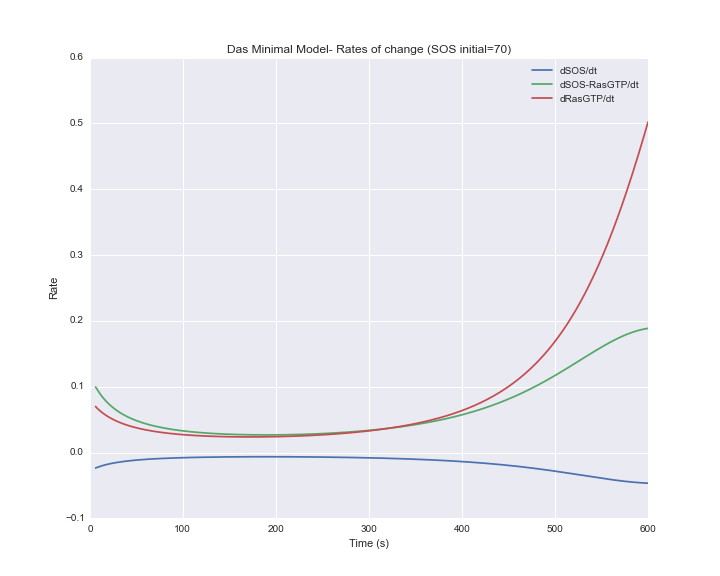 Das Minimal Model- Rates of change (SOS initial=70)
dSOS/dt
dSOS-RasGTP/dt
dRasGTP/dt
0.6
0.5
0.4
0.3
0.2
0.1
0.0
−0.1
Rate
0 100 200 300 400 500 600
Time (s)